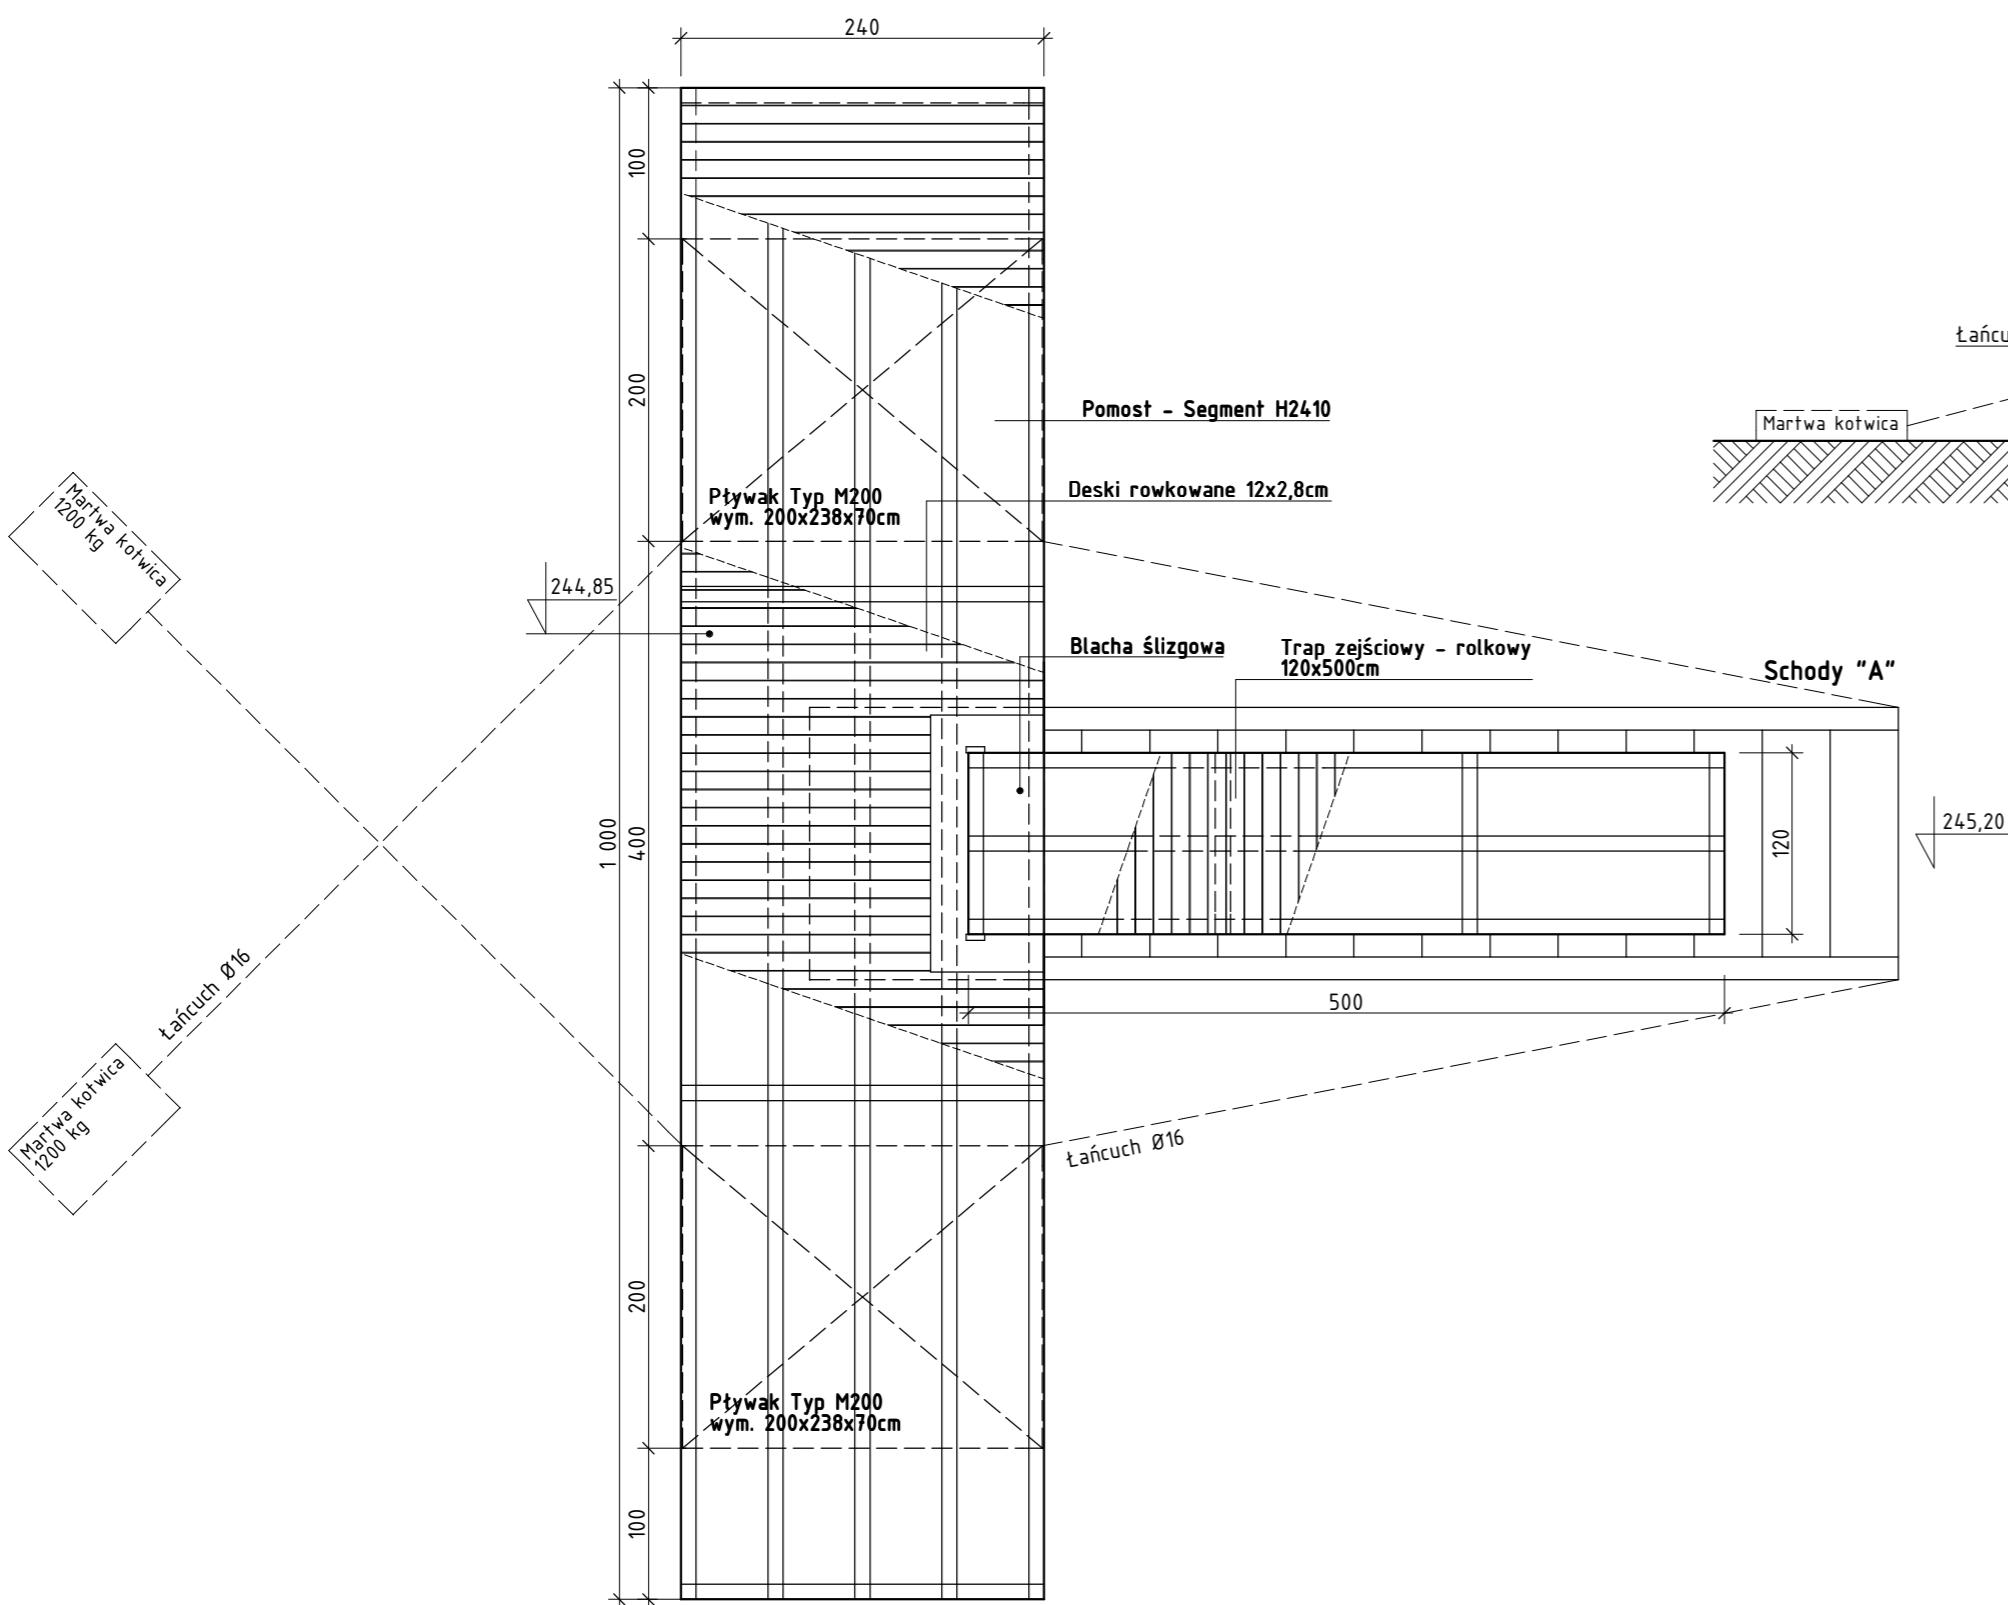 240
100
Łańcu
200
Pomost - Segment H2410
Martwa kotwica
Deski rowkowane 12x2,8cm
Pływak Typ M200
wym. 200x238x70cm
Martwa kotwica
1200 kg
244,85
Blacha ślizgowa
Trap zejściowy - rolkowy
120x500cm
Schody "A"
1 000
400
120
245,20
Łańcuch Ø16
500
Martwa kotwica
1200 kg
Łańcuch Ø16
200
Pływak Typ M200
wym. 200x238x70cm
100